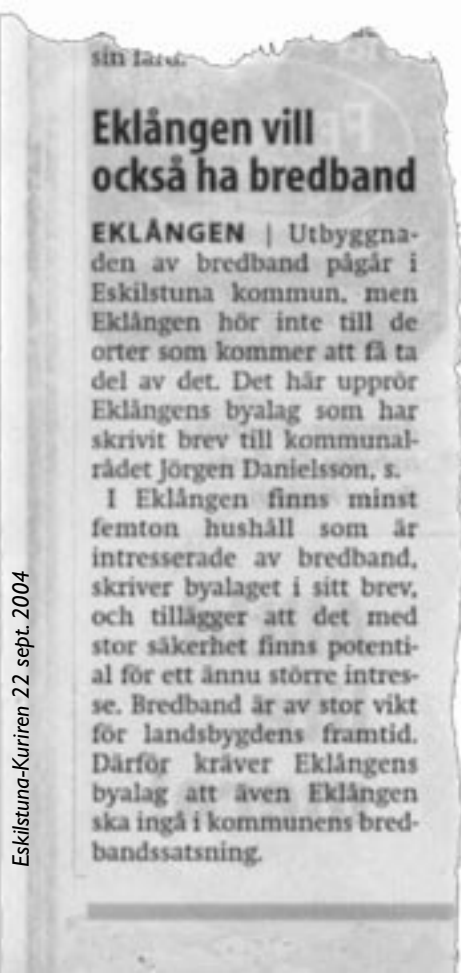 sin färd.
Eklången vill
också ha bredband
EKLÅNGEN | Utbyggna-
den av bredband pågår i
Eskilstuna kommun, men
Eklången hör inte till de
orter som kommer att få ta
del av det. Det här upprör
Eklångens byalag som har
skrivit brev till kommunal-
rådet Jörgen Danielsson, s.
I Eklången finns minst
femton hushåll som är
intresserade av bredband,
skriver byalaget i sitt brev,
och tillägger att det med
stor säkerhet finns potenti-
al för ett ännu större intres-
se. Bredband är av stor vikt
för landsbygdens framtid.
Därför kräver Eklångens
byalag att även Eklången
ska ingå i kommunens bred-
bandssatsning.
Eskilstuna-Kuriren 22 sept. 2004